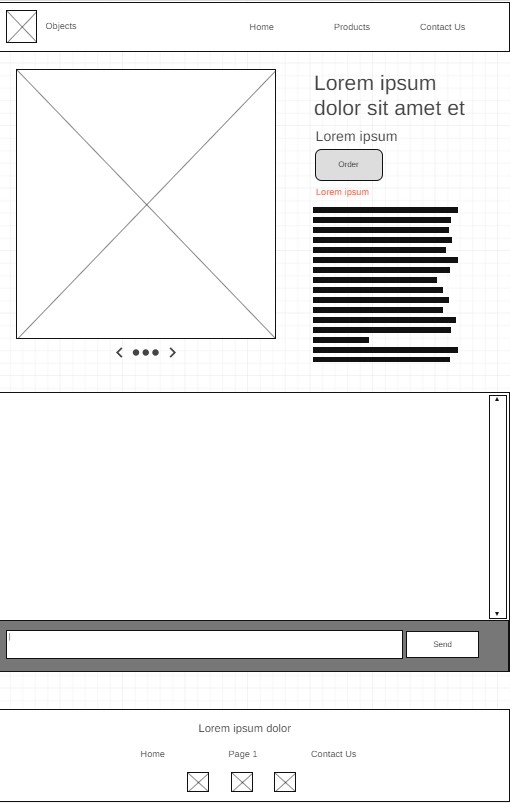 Objects
Home Products Contact Us
Lorem ipsum
dolor sit amet et
Lorem ipsum
Order
Lorem ipsum
Send
Lorem ipsum dolor
Home Page 1 Contact Us